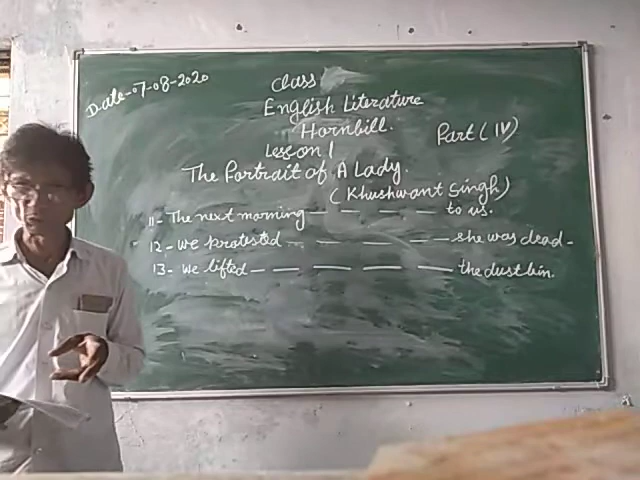 Date-07-08-2020
Class
English Literature
Hornbill.
Part (IV)
Lesson 1
The Portrait of A Lady.
(Khushwant Singh)
11- The next morning — — — — to us.
12- we protested — — — — — she was dead-
13- we lifted — — — — — the dust bin.